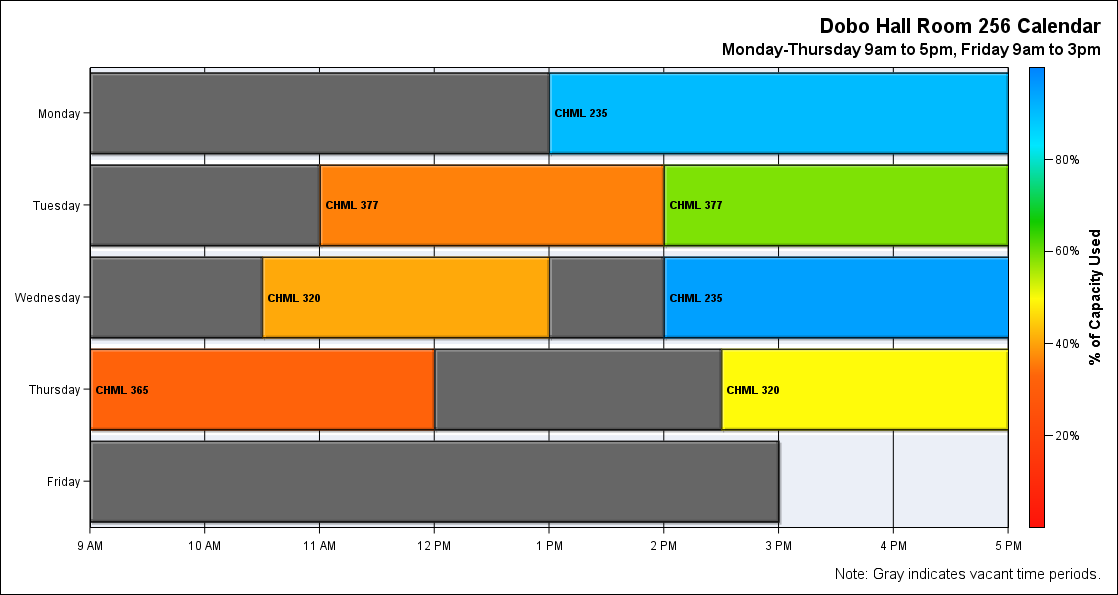 Dobo Hall Room 256 Calendar
Monday-Thursday 9am to 5pm, Friday 9am to 3pm
Monday
CHML 235
Tuesday
CHML 377
CHML 377
Wednesday
CHML 320
CHML 235
Thursday
CHML 365
CHML 320
Friday
9 AM
10 AM
11 AM
12 PM
1 PM
2 PM
3 PM
4 PM
5 PM
80%
60%
40%
20%
% of Capacity Used
Note: Gray indicates vacant time periods.